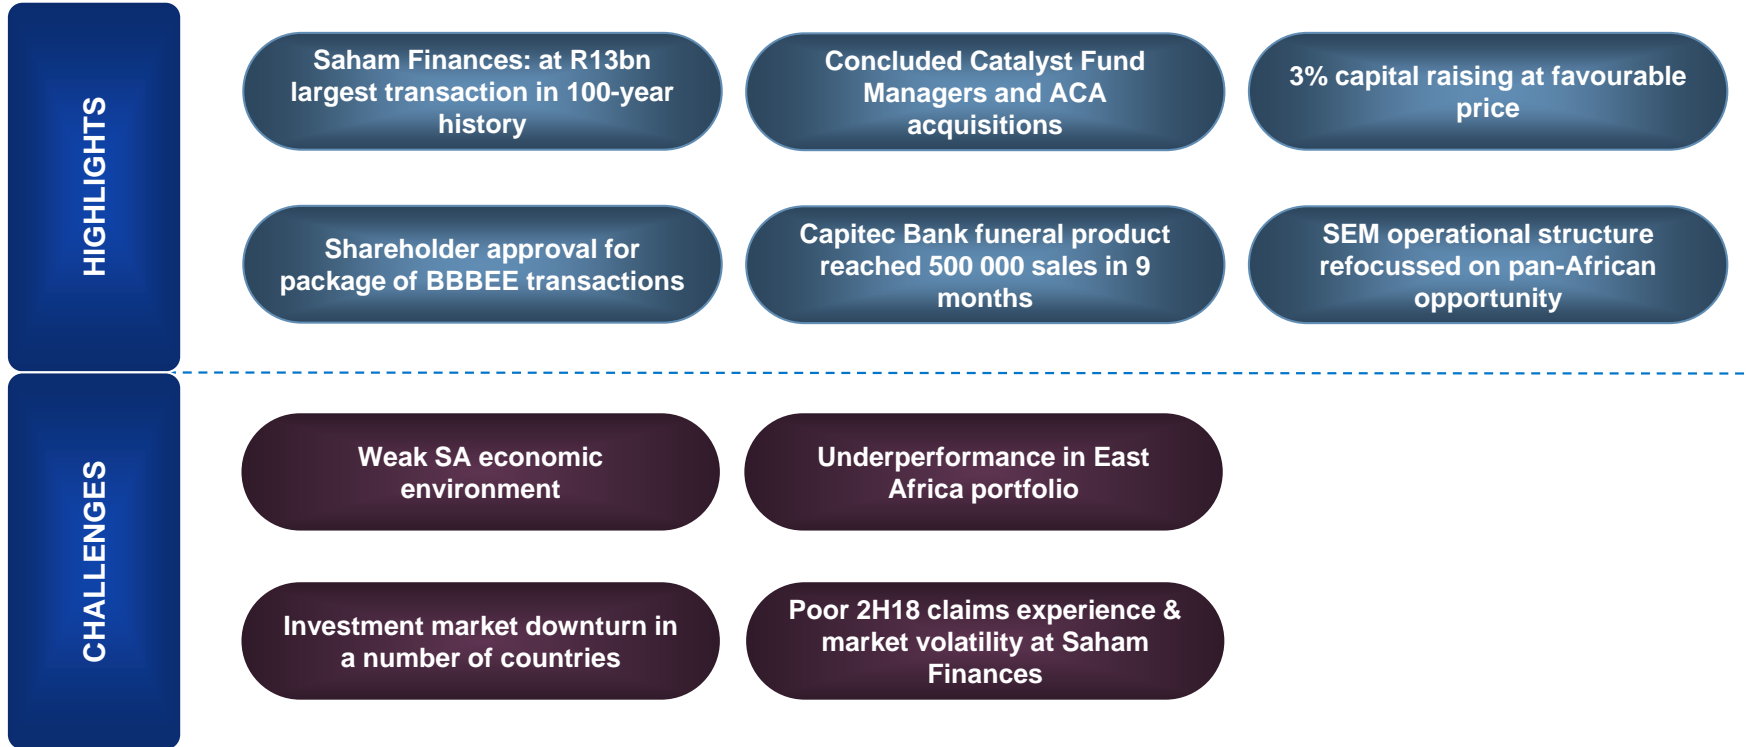 HIGHLIGHTS
Saham Finances: at R13bn
largest transaction in 100-year
history
Concluded Catalyst Fund
Managers and ACA
acquisitions
3% capital raising at favourable
price
Shareholder approval for
package of BBBEE transactions
Capitec Bank funeral product
reached 500 000 sales in 9
months
SEM operational structure
refocussed on pan-African
opportunity
CHALLENGES
Weak SA economic
environment
Underperformance in East
Africa portfolio
Investment market downturn in
a number of countries
Poor 2H18 claims experience &
market volatility at Saham
Finances